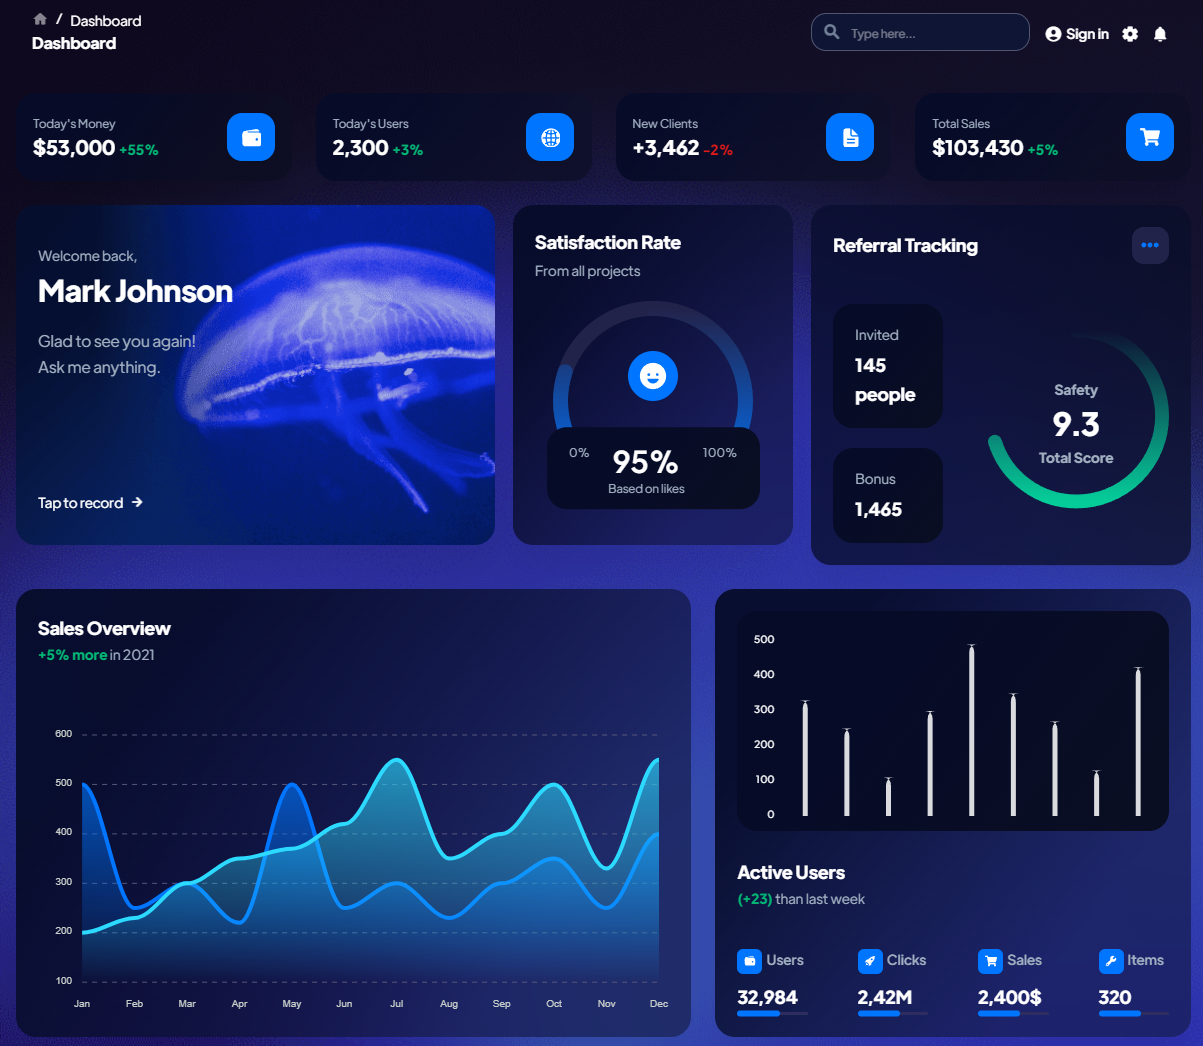 / Dashboard
Dashboard
Type here...
Sign in
Today's Money
$53,000 +55%
Today's Users
2,300 +3%
New Clients
+3,462 -2%
Total Sales
$103,430 +5%
Welcome back,
Mark Johnson
Glad to see you again!
Ask me anything.
Tap to record
Satisfaction Rate
From all projects
0% 95% 100%
Based on likes
Referral Tracking
Invited
145
people
Bonus
1,465
Safety
9.3
Total Score
Sales Overview
+5% more in 2021
600
500
400
300
200
100
Jan Feb Mar Apr May Jun Jul Aug Sep Oct Nov Dec
500
400
300
200
100
0
Active Users
(+23) than last week
Users Clicks Sales Items
32,984 2,42M 2,400$ 320